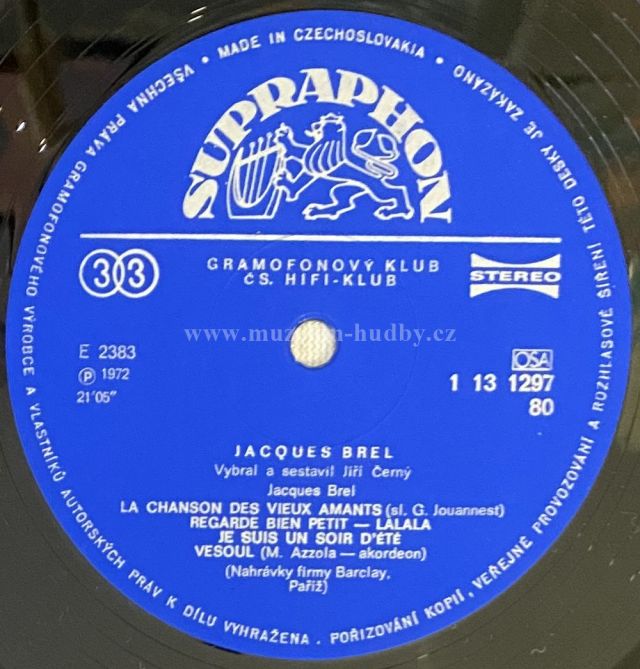 VŠECHNA PRÁVA GRAMOFONOVÉHO VÝROBCE A VLASTNÍKŮ AUTORSKÝCH PRÁV K DÍLU VYHRAŽENA . POŘIZOVÁNÍ KOPIÍ, VEŘEJNÉ PROVOZOVÁNÍ A ROZHLASOVÉ ŠÍŘENÍ TÉTO DESKY JE ZAKÁZÁNO • MADE IN CZECHOSLOVAKIA •
SUPRAPHON
33
GRAMOFONOVÝ KLUB
ČS. HIFI-KLUB
STEREO
www.muz n-hudby.cz
E 2383
Ⓟ 1972
21'05"
OSA
1 13 1297
80
JACQUES BREL
Vybral a sestavil Jiří Černý
Jacques Brel
LA CHANSON DES VIEUX AMANTS (sl. G. Jouannest)
REGARDE BIEN PETIT — LALALA
JE SUIS UN SOIR D'ÉTÉ
VESOUL (M. Azzola — akordeon)
(Nahrávky firmy Barclay,
Paříž)